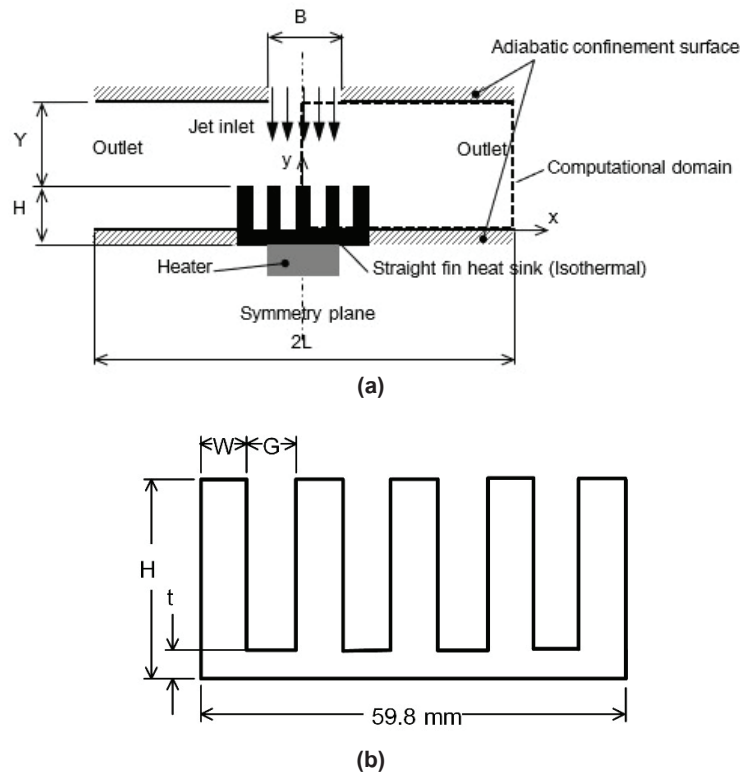 B
Adiabatic confinement surface
Y
Jet inlet
Outlet
y
Outlet
Computational domain
H
x
Heater
Straight fin heat sink (Isothermal)
Symmetry plane
2L
(a)
W
G
H
t
59.8 mm
(b)